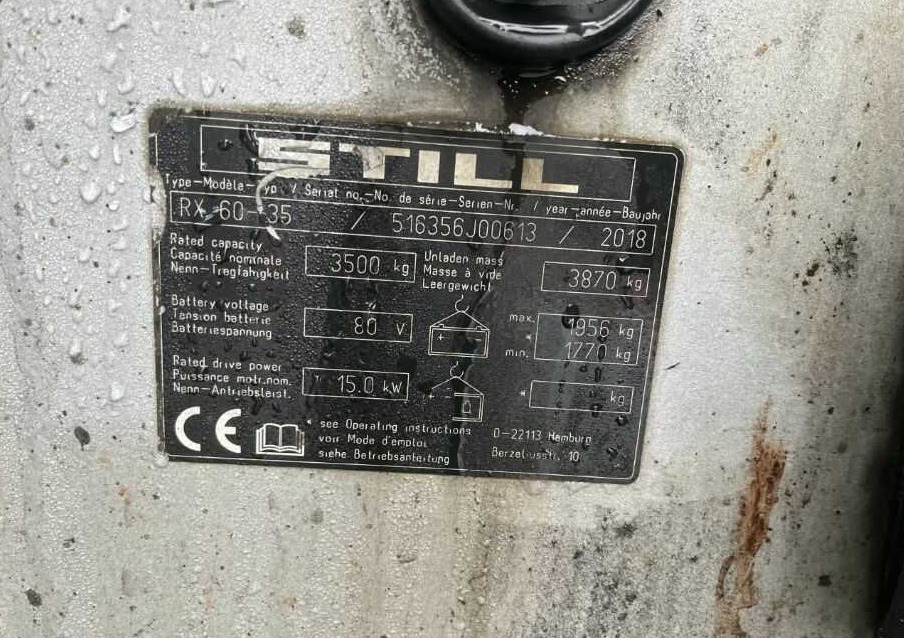 STILL
Type-Modèle-Typ / Serial no.-No. de série-Serien-Nr. / year-année-Baujahr
RX 60-35 / 516356J00613 / 2018
Rated capacity
Capacité nominale
Nenn-Tragfähigkeit
3500 kg
Unladen mass
Masse à vide
Leergewicht
3870 kg
Battery voltage
Tension batterie
Batteriespannung
80 V
max. 1956 kg
*
min. 1770 kg
Rated drive power
Puissance motr.nom.
Nenn-Antriebsleist.
15.0 kW
+ -
* kg
CE
* see Operating instructions
voir Mode d'emploi
siehe Betriebsanleitung
D-22113 Hamburg
Berzeliusstr. 10